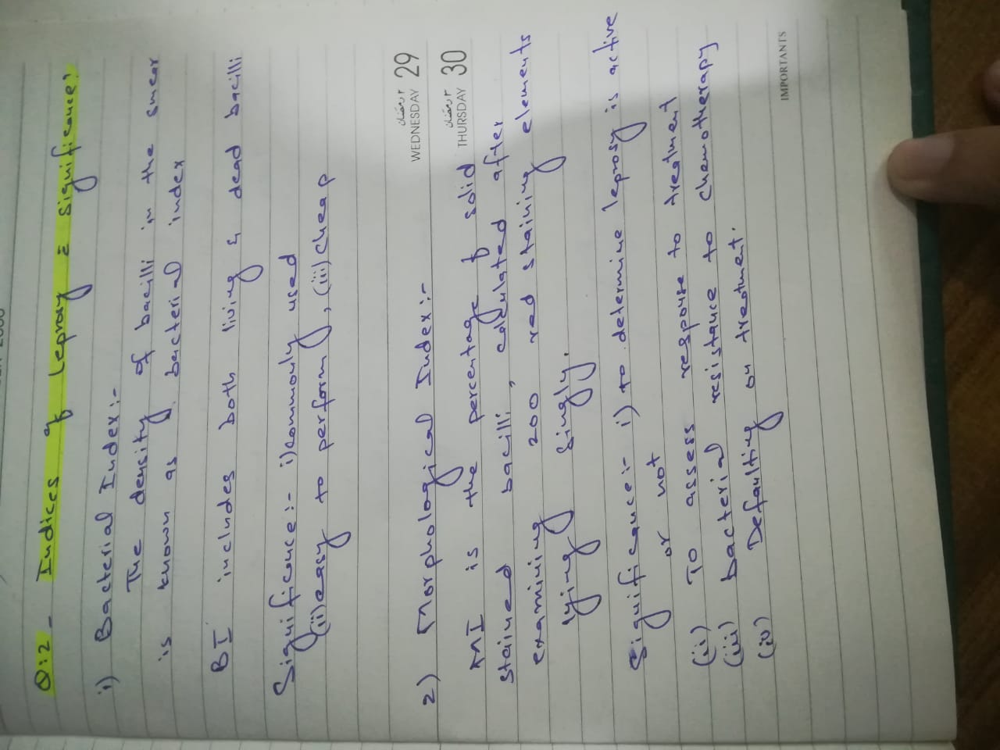 Q:2- Indices of Leprosy c̄ Significance:
i) Bacterial Index:-
The density of bacilli in the smear
is known as bacterial index
BI includes both living & dead bacilli
Significance:- i) commonly used
(ii) easy to perform, (iii) cheap
WEDNESDAY 29
2) Morphological Index:-
THURSDAY 30
MI is the percentage of solid
stained bacilli, calculated after
examining 200 red staining elements
lying singly.
Significance:- i) to determine leprosy is active
or not
(ii) To assess response to treatment
(iii) bacterial resistance to chemotherapy
(iv) Defaulting on treatment.
IMPORTANTS